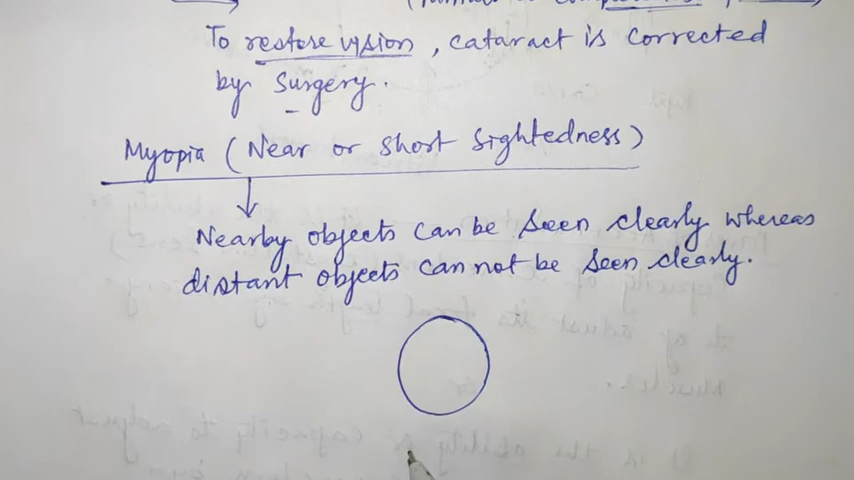 To restore vision, cataract is corrected
by surgery.
Myopia (Near or short sightedness)
Nearby objects can be seen clearly whereas
distant objects can not be seen clearly.